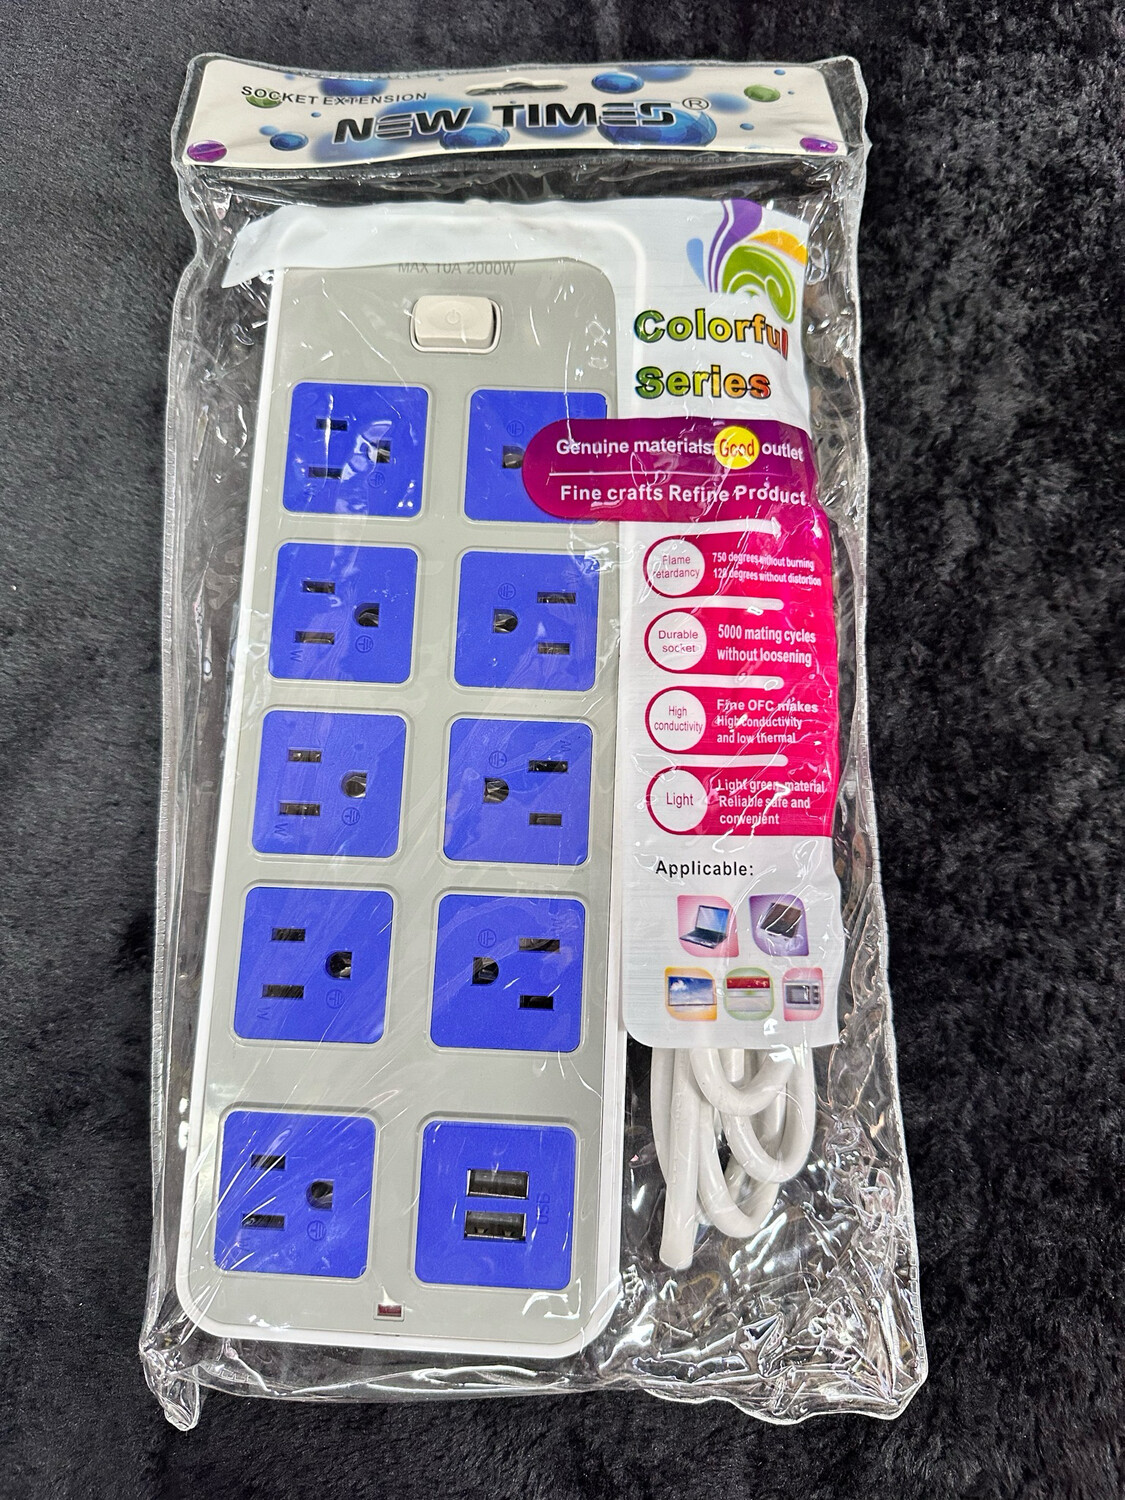 SOCKET EXTENSION
NEW TIMES®
MAX 10A 2000W
Colorful
Series
Genuine materials Good outlet
Fine crafts Refine Product
Flame
retardancy
750 degrees without burning
120 degrees without distortion
Durable
socket
5000 mating cycles
without loosening
High
conductivity
Fine OFC makes
High conductivity
and low thermal
Light
Light green material
Reliable safe and
convenient
Applicable:
W
W
W
W
USB